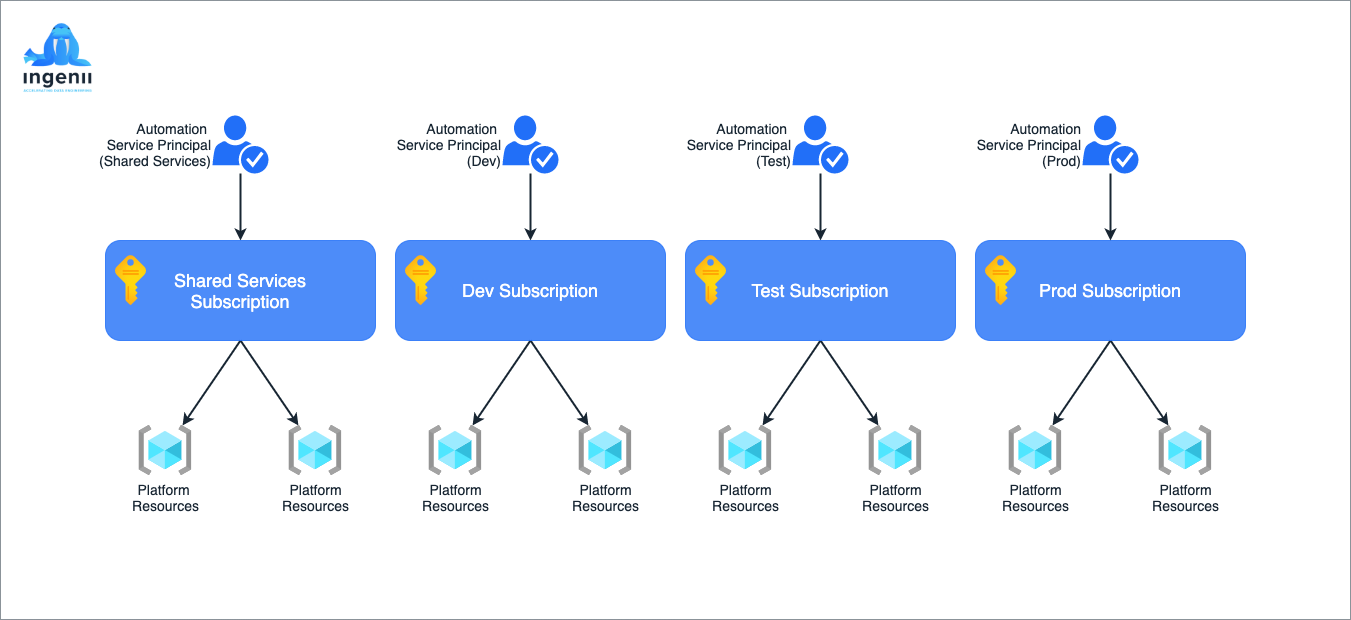 ingenii
Automation
Service Principal
(Shared Services)
Automation
Service Principal
(Dev)
Automation
Service Principal
(Test)
Automation
Service Principal
(Prod)
Shared Services
Subscription
Dev Subscription
Test Subscription
Prod Subscription
Platform
Resources
Platform
Resources
Platform
Resources
Platform
Resources
Platform
Resources
Platform
Resources
Platform
Resources
Platform
Resources